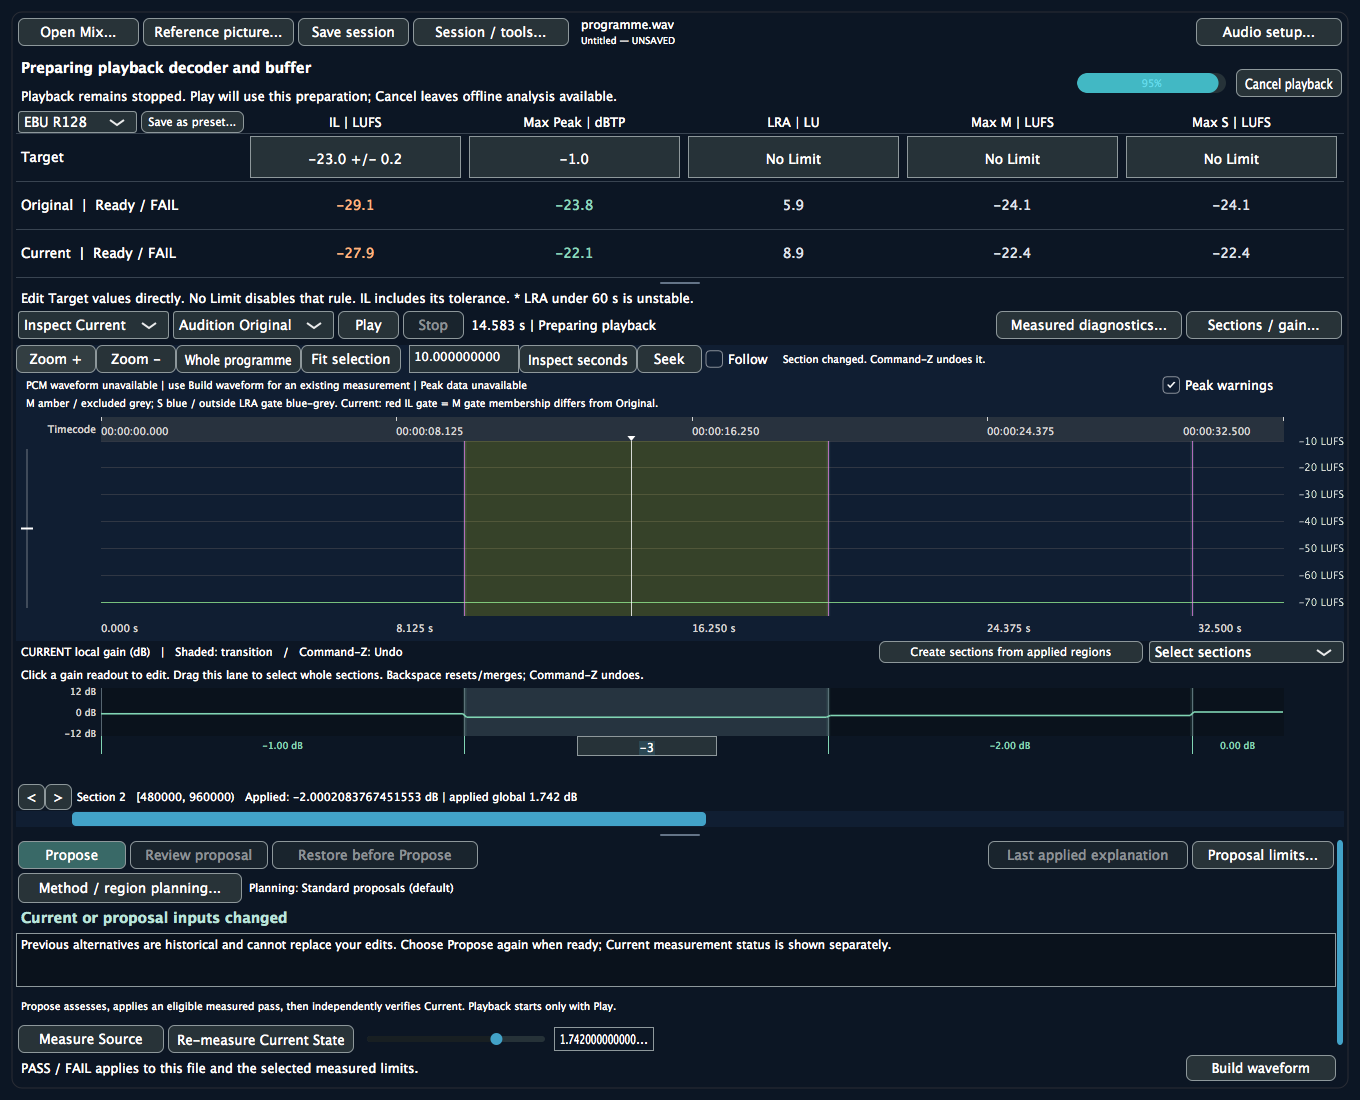 Open Mix... Reference picture... Save session Session / tools... programme.wav Audio setup...
Untitled — UNSAVED
Preparing playback decoder and buffer
95% Cancel playback
Playback remains stopped. Play will use this preparation; Cancel leaves offline analysis available.
EBU R128 Save as preset... IL | LUFS Max Peak | dBTP LRA | LU Max M | LUFS Max S | LUFS
Target -23.0 +/- 0.2 -1.0 No Limit No Limit No Limit
Original | Ready / FAIL -29.1 -23.8 5.9 -24.1 -24.1
Current | Ready / FAIL -27.9 -22.1 8.9 -22.4 -22.4
Edit Target values directly. No Limit disables that rule. IL includes its tolerance. * LRA under 60 s is unstable.
Inspect Current Audition Original Play Stop 14.583 s | Preparing playback Measured diagnostics... Sections / gain...
Zoom + Zoom - Whole programme Fit selection 10.000000000 Inspect seconds Seek Follow Section changed. Command-Z undoes it.
PCM waveform unavailable | use Build waveform for an existing measurement | Peak data unavailable Peak warnings
M amber / excluded grey; S blue / outside LRA gate blue-grey. Current: red IL gate = M gate membership differs from Original.
Timecode 00:00:00.000 00:00:08.125 00:00:16.250 00:00:24.375 00:00:32.500
-10 LUFS
-20 LUFS
-30 LUFS
-40 LUFS
-50 LUFS
-60 LUFS
-70 LUFS
0.000 s 8.125 s 16.250 s 24.375 s 32.500 s
CURRENT local gain (dB) | Shaded: transition / Command-Z: Undo Create sections from applied regions Select sections
Click a gain readout to edit. Drag this lane to select whole sections. Backspace resets/merges; Command-Z undoes.
12 dB
0 dB
-12 dB
-1.00 dB -3 -2.00 dB 0.00 dB
< > Section 2 [480000, 960000) Applied: -2.0002083767451553 dB | applied global 1.742 dB
Propose Review proposal Restore before Propose Last applied explanation Proposal limits...
Method / region planning... Planning: Standard proposals (default)
Current or proposal inputs changed
Previous alternatives are historical and cannot replace your edits. Choose Propose again when ready; Current measurement status is shown separately.
Propose assesses, applies an eligible measured pass, then independently verifies Current. Playback starts only with Play.
Measure Source Re-measure Current State 1.742000000000...
PASS / FAIL applies to this file and the selected measured limits. Build waveform